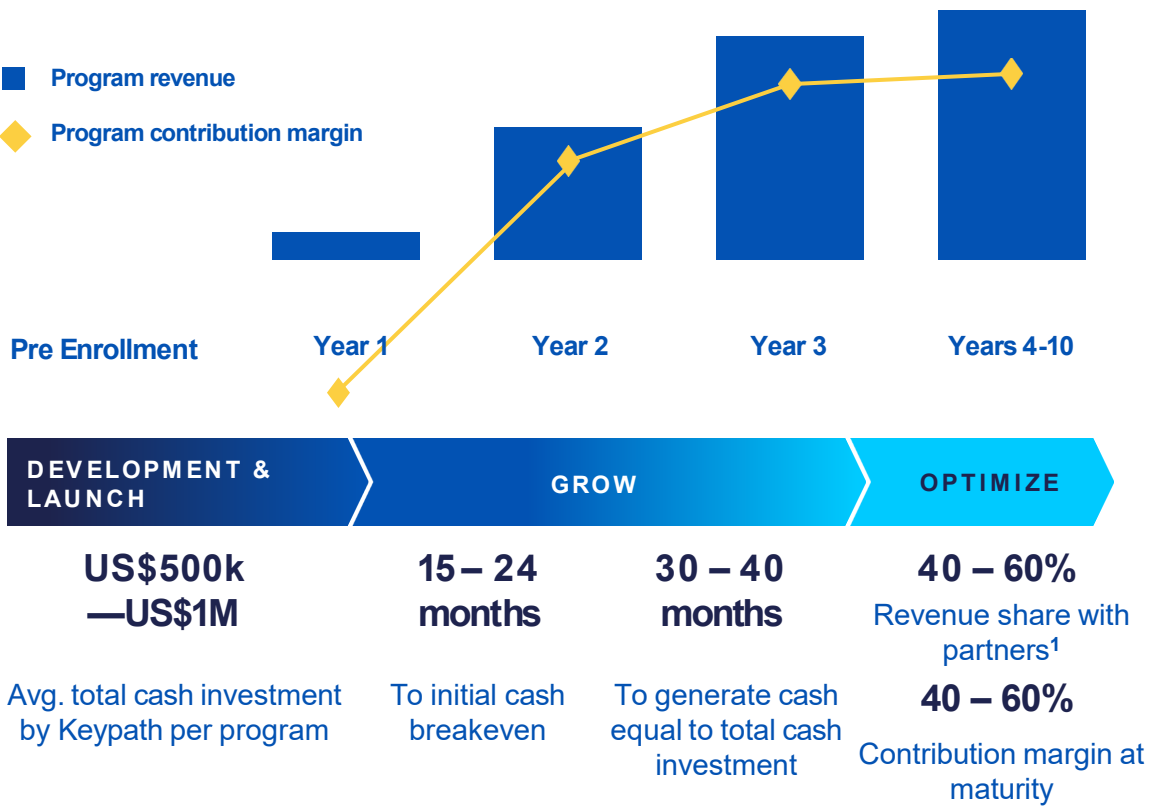 Program revenue
Program contribution margin
Pre Enrollment
Year 1
Year 2
Year 3
Years 4-10
DEVELOPMENT &
LAUNCH
GROW
OPTIMIZE
US$500k
—US$1M
Avg. total cash investment
by Keypath per program
15 – 24
months
To initial cash
breakeven
30 – 40
months
To generate cash
equal to total cash
investment
40 – 60%
Revenue share with
partners¹
40 – 60%
Contribution margin at
maturity